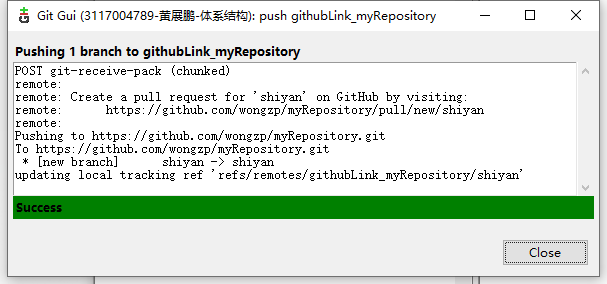 Git Gui (3117004789-黄展鹏-体系结构): push githubLink_myRepository
Pushing 1 branch to githubLink_myRepository
POST git-receive-pack (chunked)
remote:
remote: Create a pull request for 'shiyan' on GitHub by visiting:
remote:      https://github.com/wongzp/myRepository/pull/new/shiyan
remote:
Pushing to https://github.com/wongzp/myRepository.git
To https://github.com/wongzp/myRepository.git
 * [new branch]      shiyan -> shiyan
updating local tracking ref 'refs/remotes/githubLink_myRepository/shiyan'
Success
Close